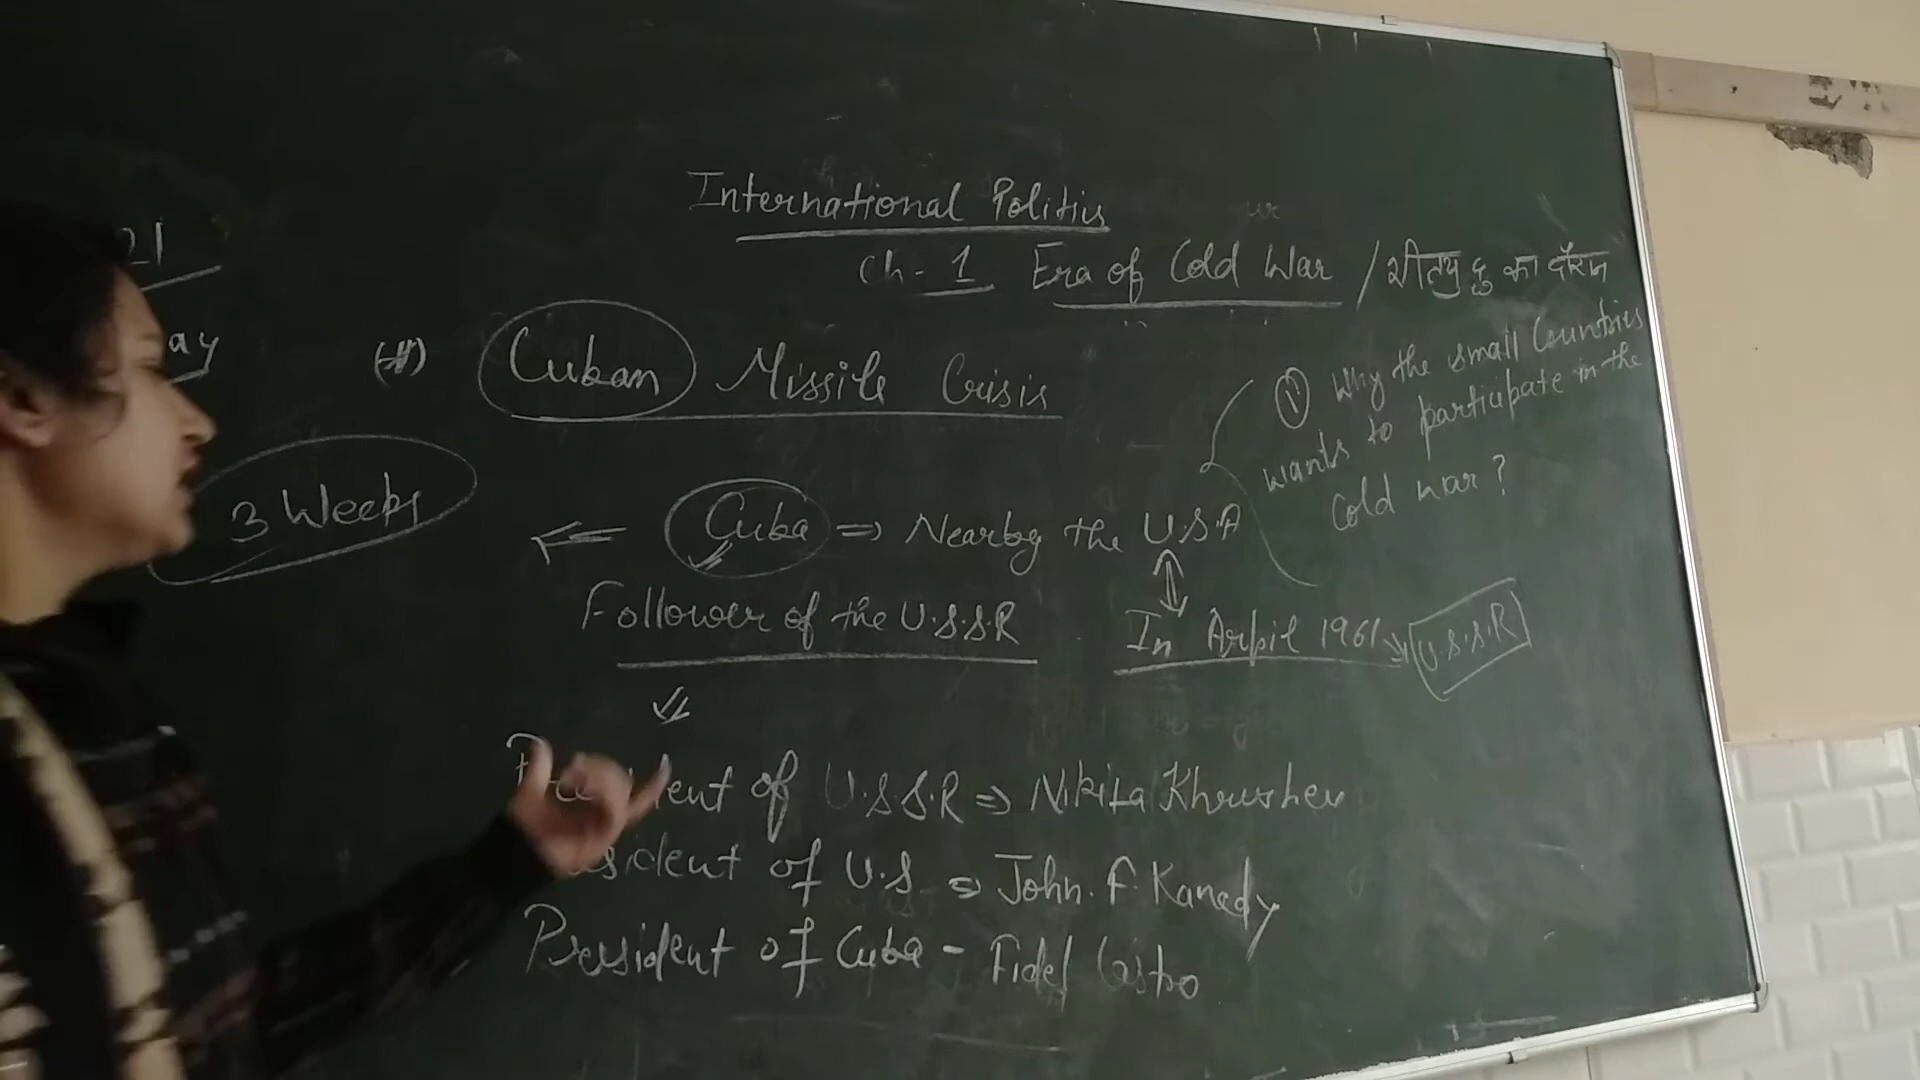 International Politics
Ch-1 Era of Cold War / शीतयुद्ध का दौर
21
ay
(#) Cuban Missile Crisis
① Why the small Countries
wants to participate in the
Cold war?
3 Weeks
Cuba ⇒ Nearby the U.S.A
Follower of the U.S.S.R
In Arpil 1961 → U.S.S.R
of U.S.S.R ⇒ Nikita Khrushev
of U.S ⇒ John. F. Kanedy
President of Cuba - Fidel Castro